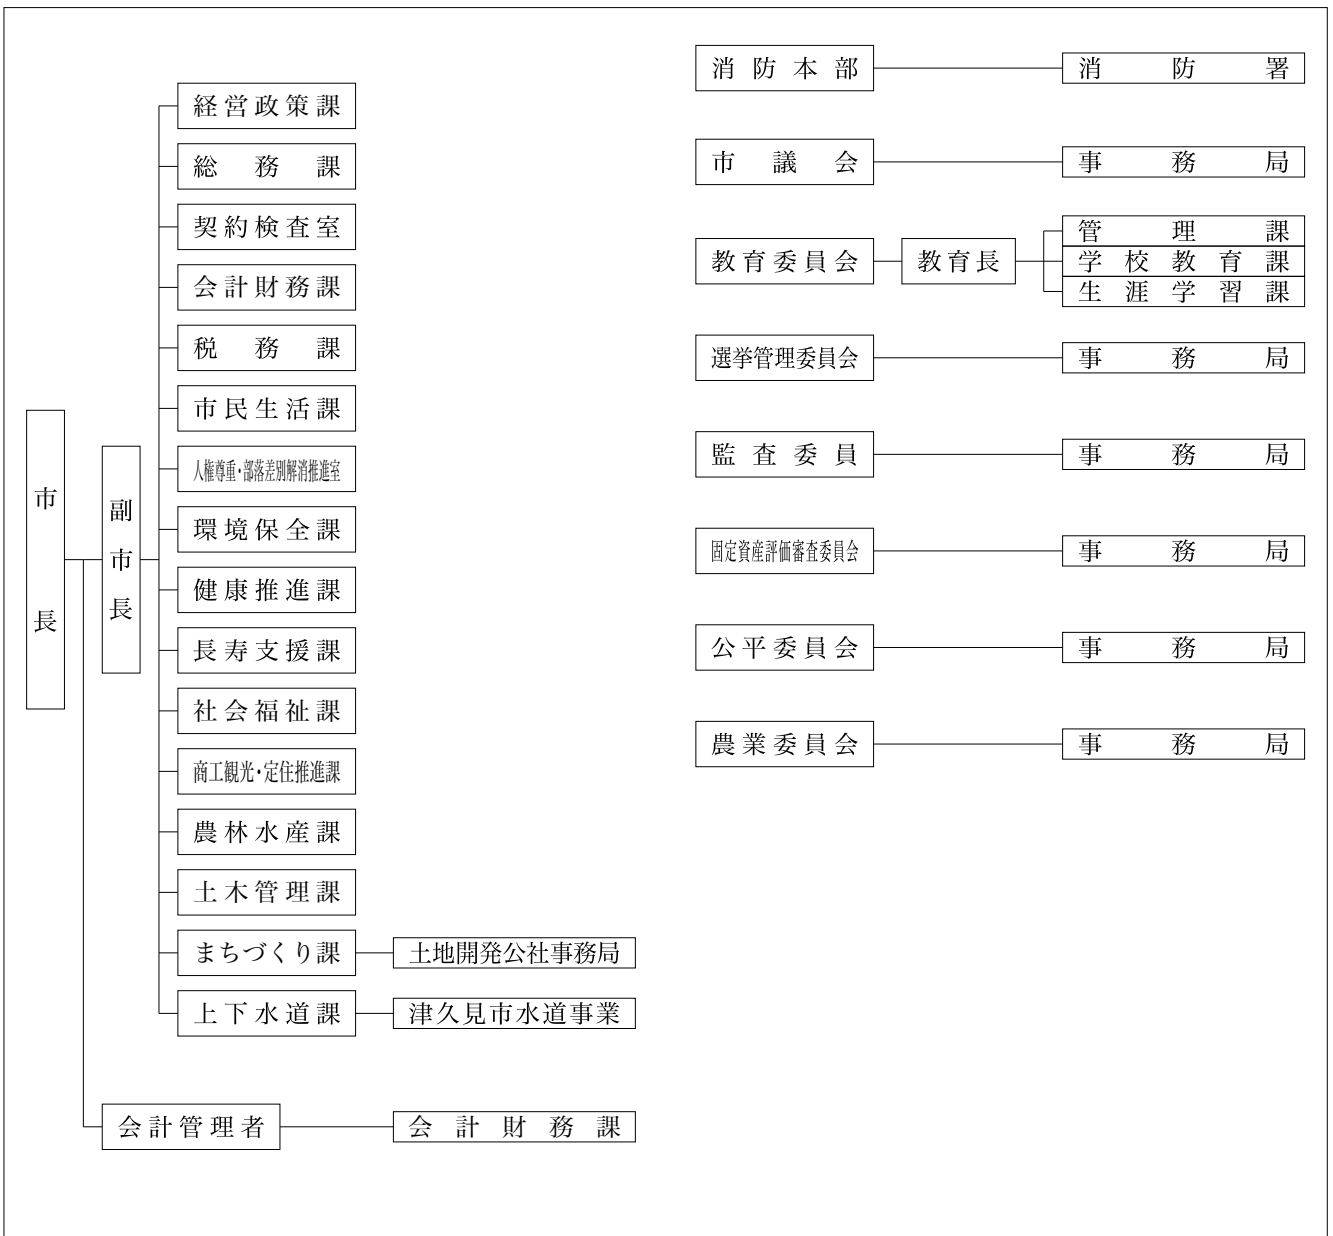 市長
副市長
経営政策課
総務課
契約検査室
会計財務課
税務課
市民生活課
人権尊重・部落差別解消推進室
環境保全課
健康推進課
長寿支援課
社会福祉課
商工観光・定住推進課
農林水産課
土木管理課
まちづくり課
土地開発公社事務局
上下水道課
津久見市水道事業
会計管理者
会計財務課
消防本部
消防署
市議会
事務局
教育委員会
教育長
管理課
学校教育課
生涯学習課
選挙管理委員会
事務局
監査委員
事務局
固定資産評価審査委員会
事務局
公平委員会
事務局
農業委員会
事務局